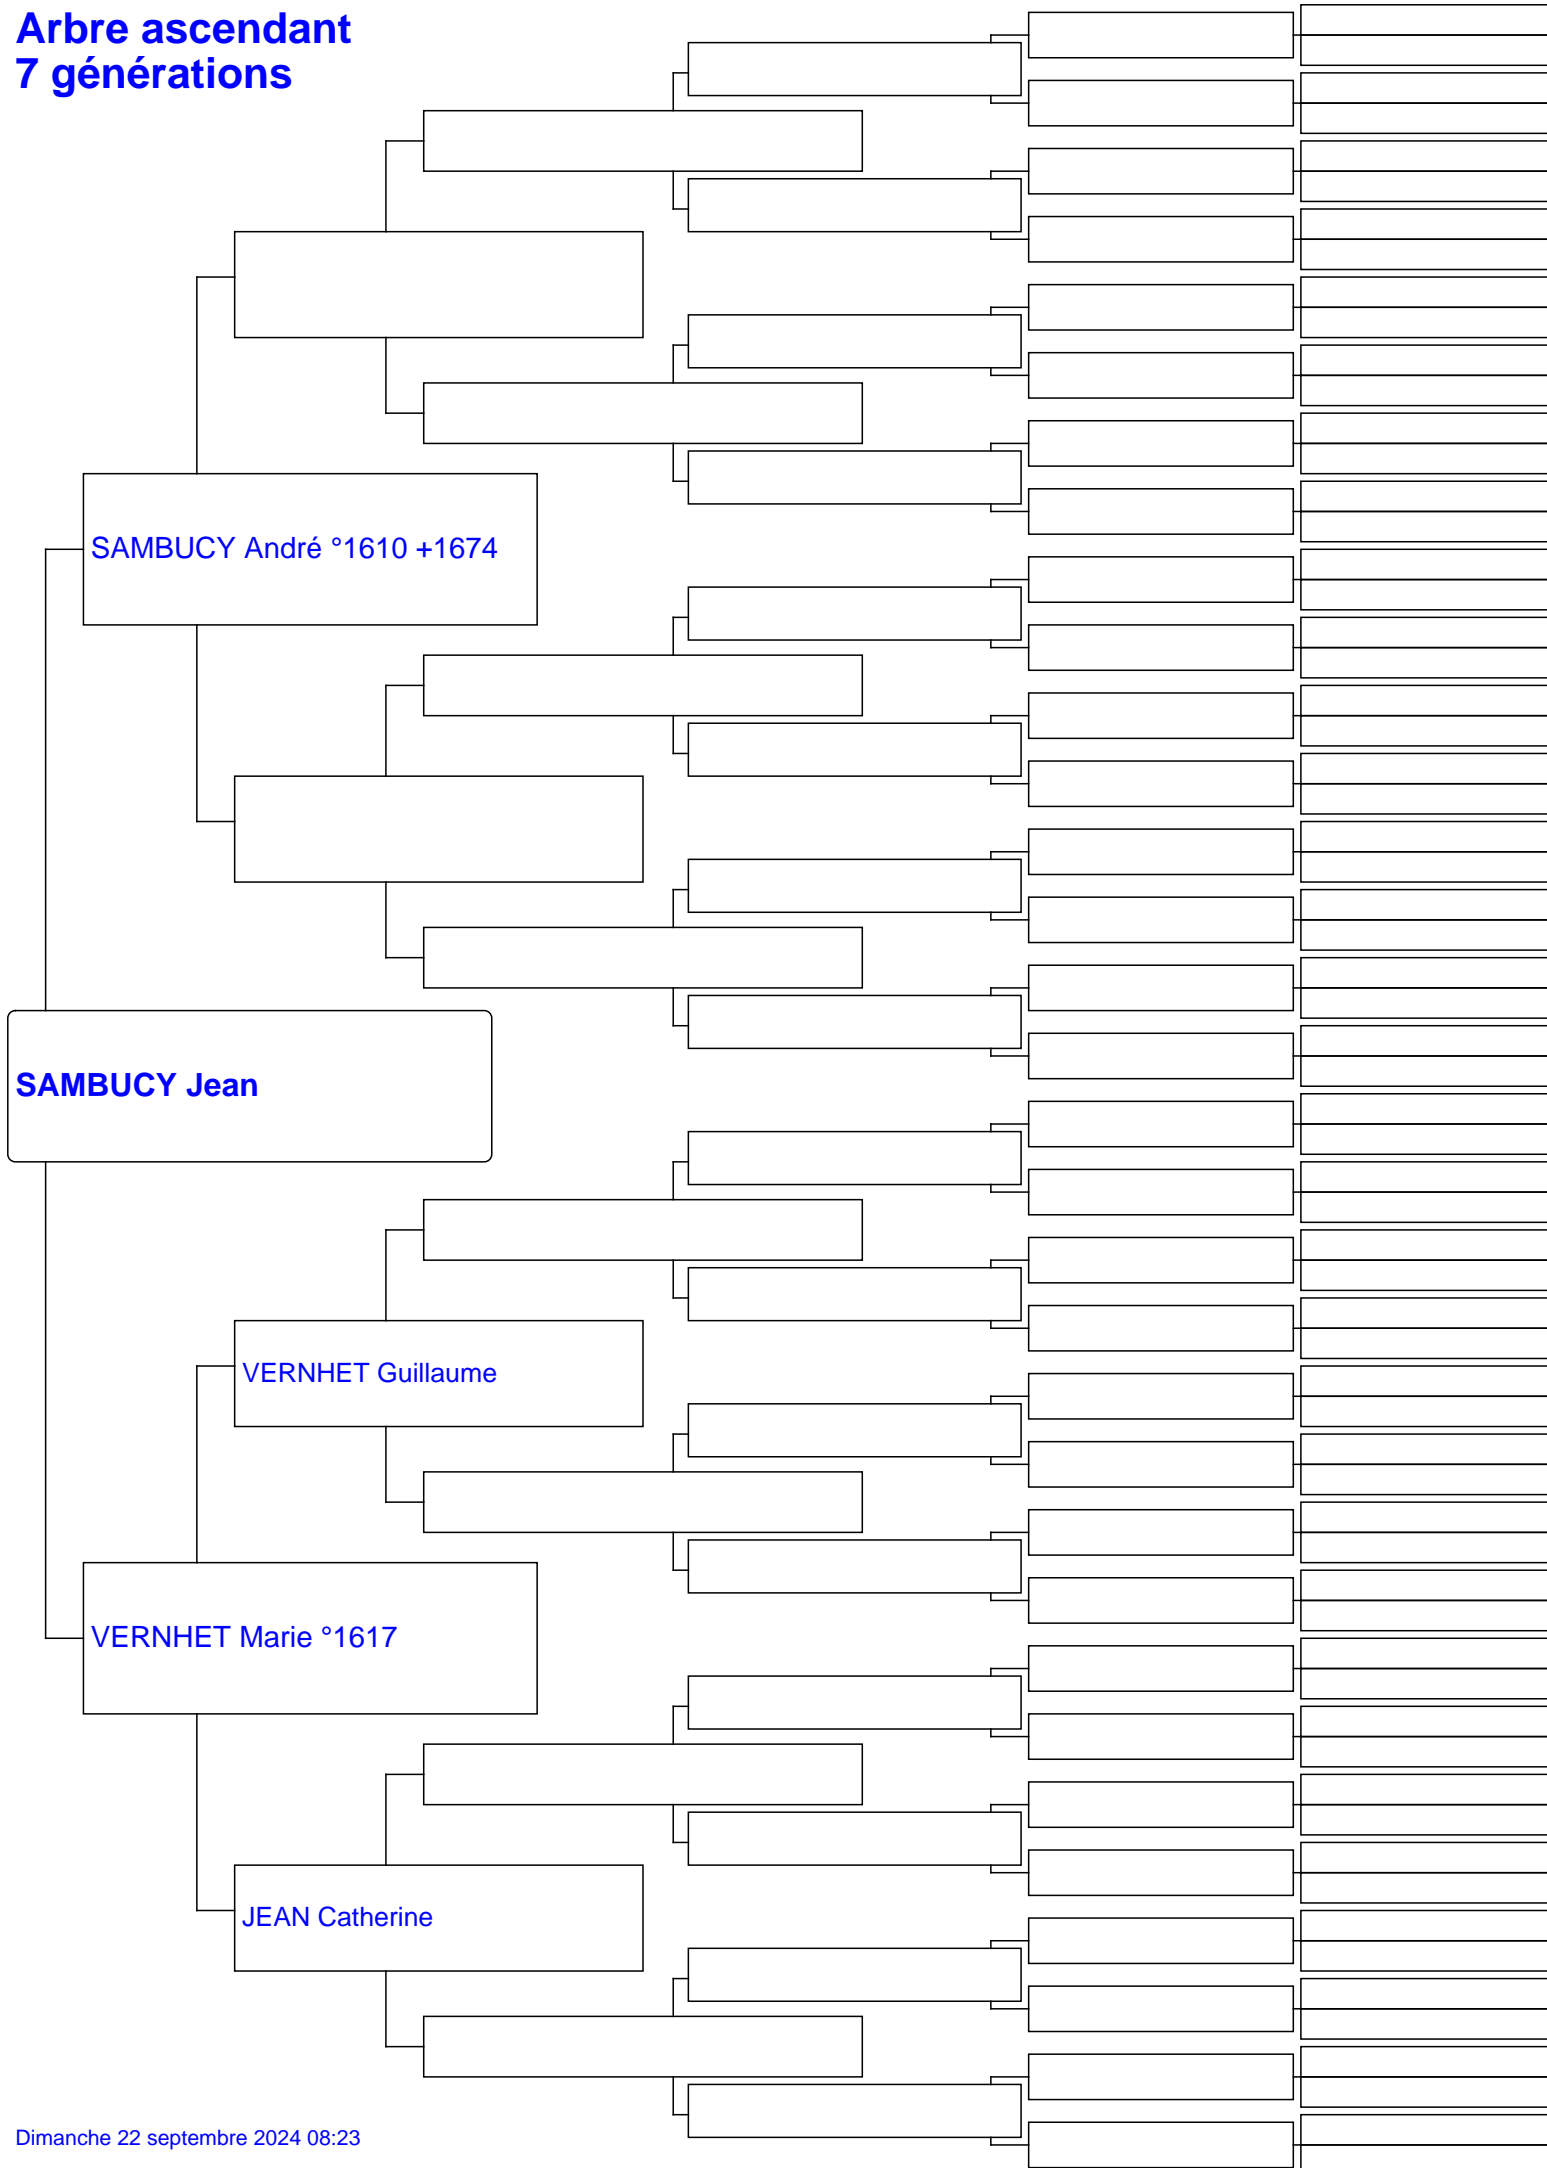 Arbre ascendant
7 générations
SAMBUCY André °1610 +1674
SAMBUCY Jean
VERNHET Guillaume
VERNHET Marie °1617
JEAN Catherine
Dimanche 22 septembre 2024 08:23